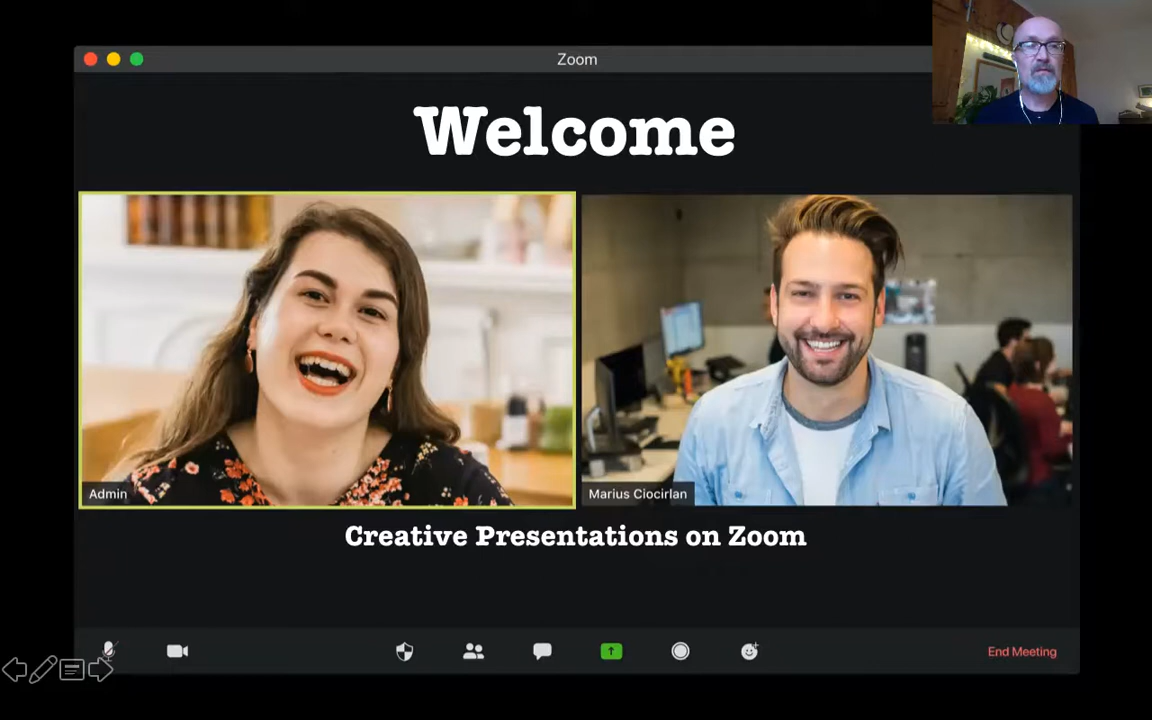 Zoom
Welcome
Admin
Marius Ciocirlan
Creative Presentations on Zoom
End Meeting